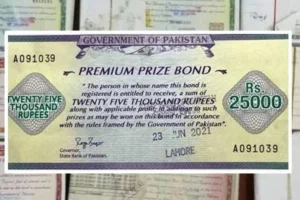 GOVERNMENT OF PAKISTAN
A091039
PREMIUM PRIZE BOND
" The person in whose name this bond is
registered is entitled to receive, a sum of
TWENTY FIVE THOUSAND RUPEES
along with applicable profit, in addition to such
prizes as may be won on this bond in accordance
with the rules framed by the Government of Pakistan."
TWENTY FIVE
THOUSAND
RUPEES
Rs
25000
23 JUN 2021
LAHORE
A091039
Governor,
State Bank of Pakistan.